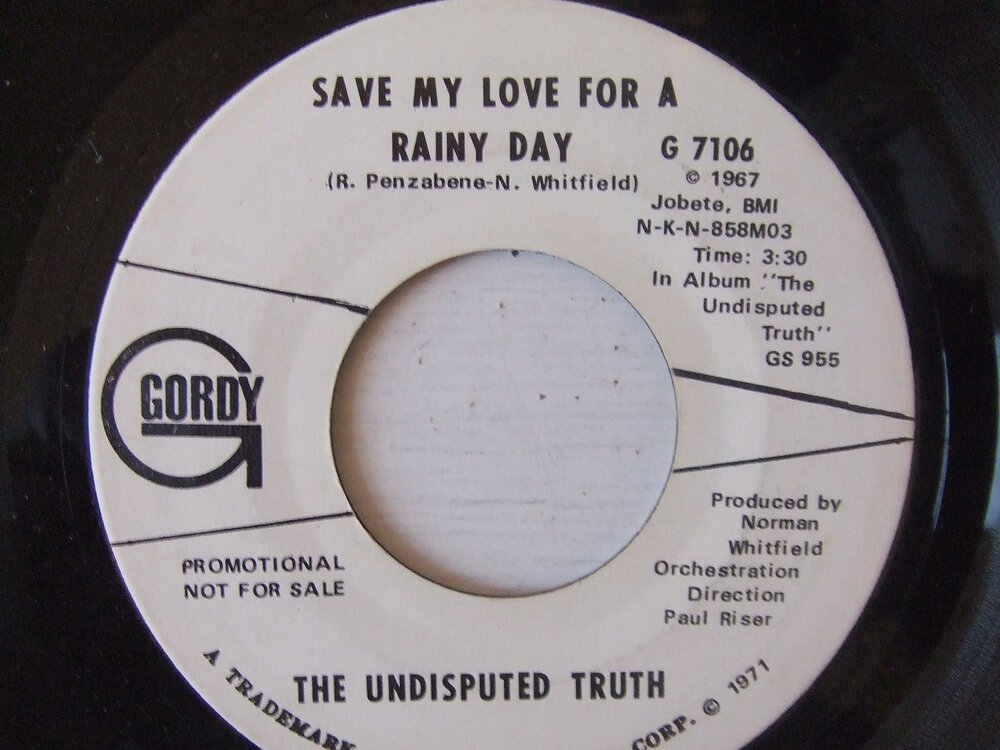 SAVE MY LOVE FOR A
RAINY DAY
(R. Penzabene-N. Whitfield)
G 7106
© 1967
Jobete, BMI
N-K-N-858M03
Time: 3:30
In Album "The
Undisputed
Truth"
GS 955
GORDY
PROMOTIONAL
NOT FOR SALE
Produced by
Norman
Whitfield
Orchestration
Direction
Paul Riser
THE UNDISPUTED TRUTH
A TRADEMARK
CORP. © 1971